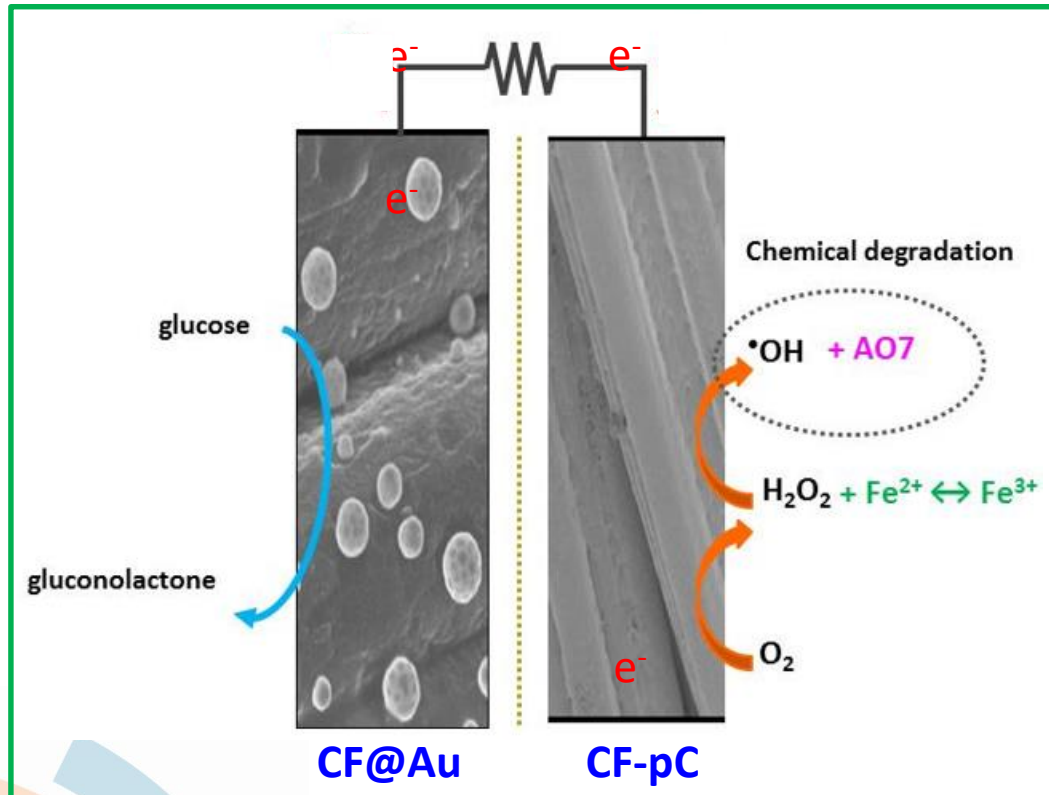 e⁻ e⁻
e⁻
Chemical degradation
glucose
•OH + AO7
H₂O₂ + Fe²⁺ ↔ Fe³⁺
gluconolactone
O₂
e⁻
CF@Au CF-pC